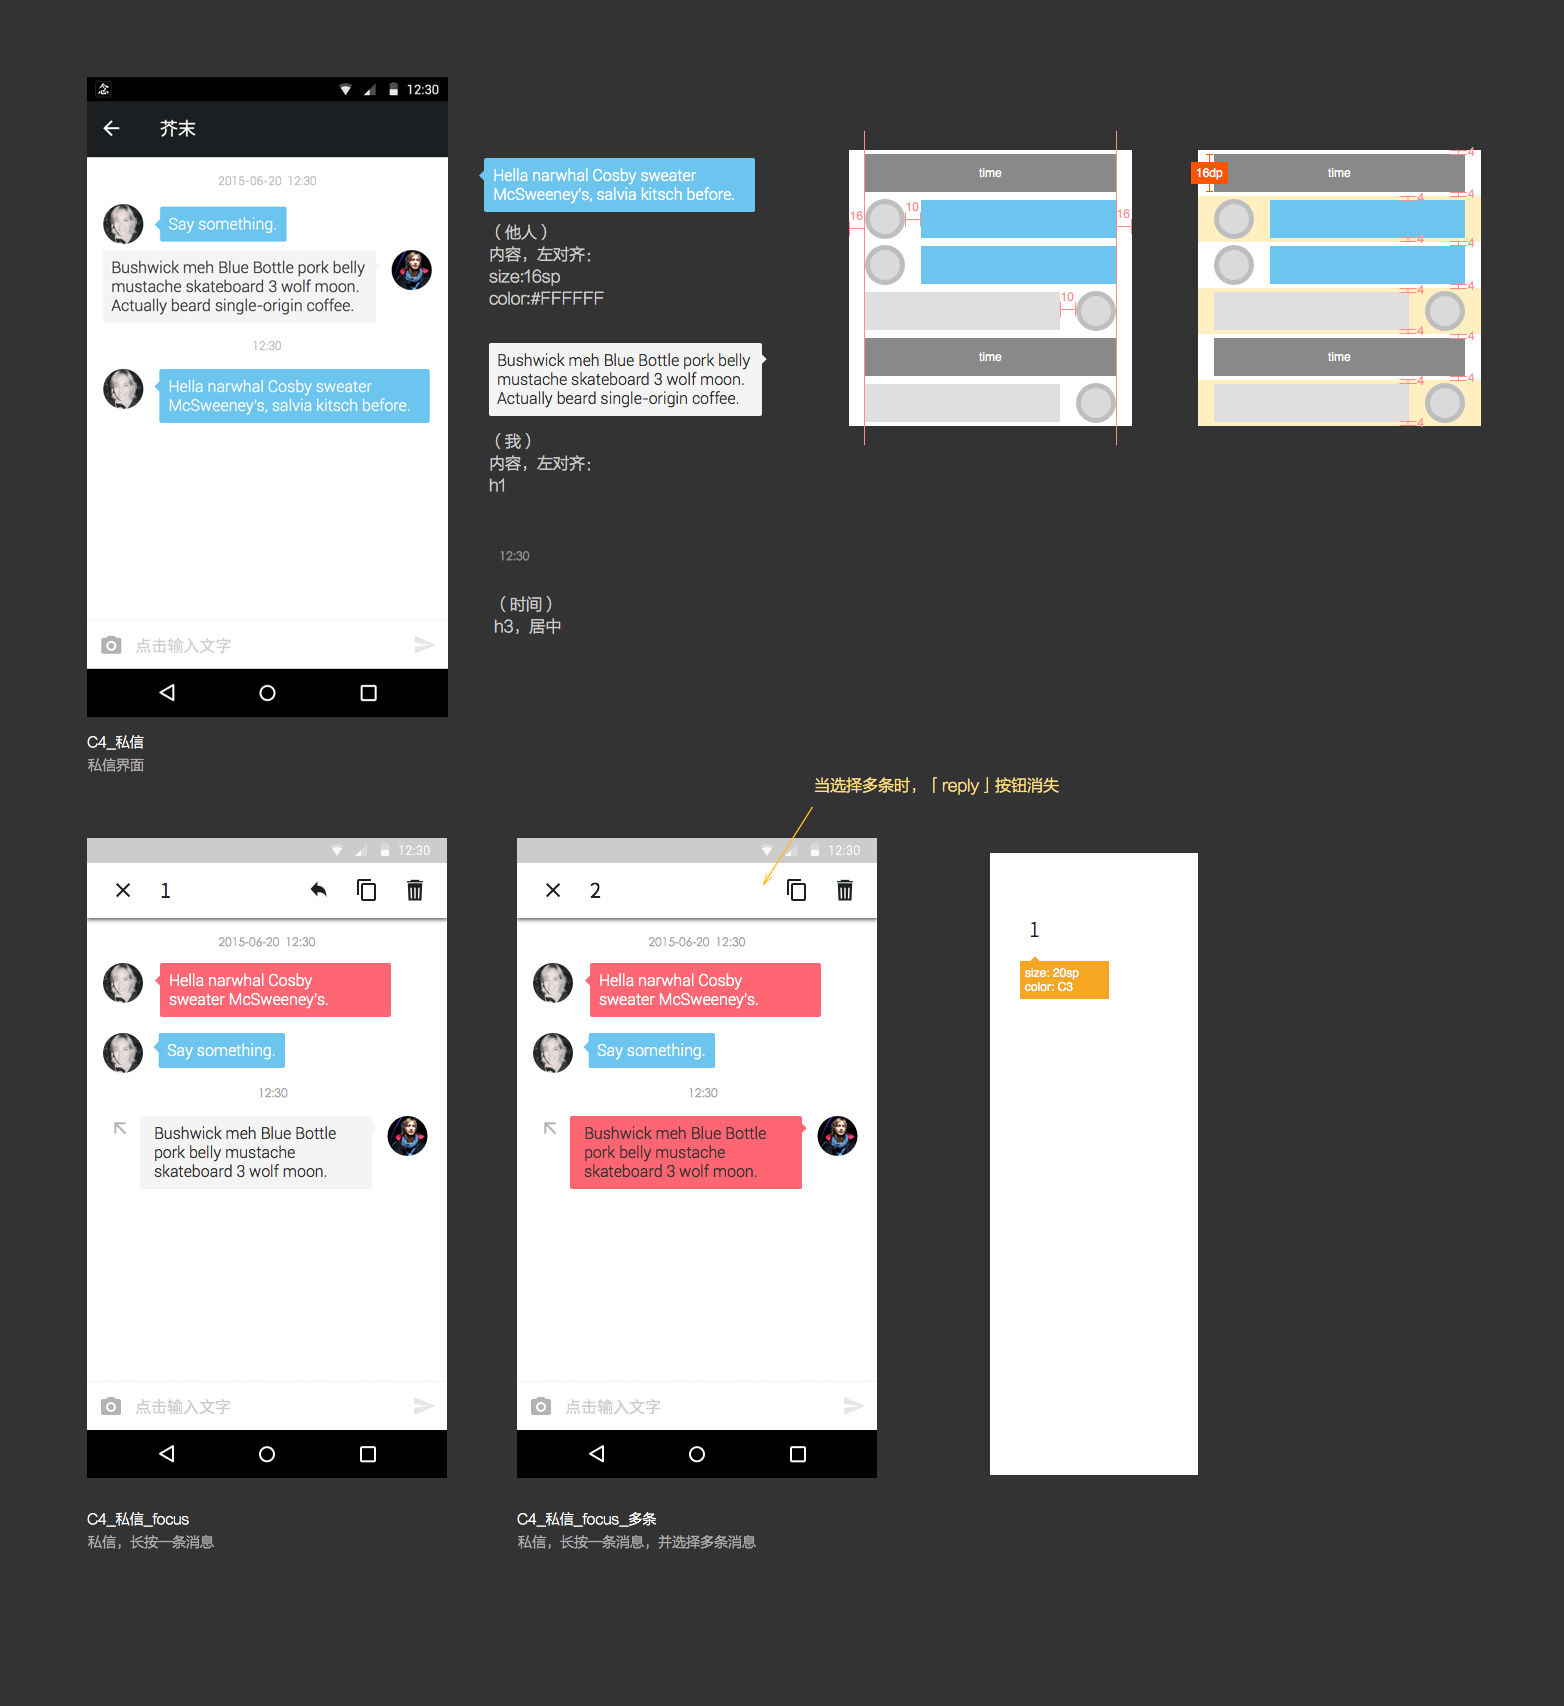 念
12:30
芥末
2015-06-20 12:30
Say something.
Bushwick meh Blue Bottle pork belly
mustache skateboard 3 wolf moon.
Actually beard single-origin coffee.
12:30
Hella narwhal Cosby sweater
McSweeney's, salvia kitsch before.
点击输入文字
C4_私信
私信界面
Hella narwhal Cosby sweater
McSweeney's, salvia kitsch before.
（他人）
内容，左对齐：
size:16sp
color:#FFFFFF
Bushwick meh Blue Bottle pork belly
mustache skateboard 3 wolf moon.
Actually beard single-origin coffee.
（我）
内容，左对齐：
h1
12:30
（时间）
h3，居中
time
16
10
16
10
time
16dp
time
4
4
4
4
4
4
4
4
4
4
time
4
4
4
当选择多条时，「reply」按钮消失
12:30
1
2015-06-20 12:30
Hella narwhal Cosby
sweater McSweeney's.
Say something.
12:30
Bushwick meh Blue Bottle
pork belly mustache
skateboard 3 wolf moon.
点击输入文字
C4_私信_focus
私信，长按一条消息
12:30
2
2015-06-20 12:30
Hella narwhal Cosby
sweater McSweeney's.
Say something.
12:30
Bushwick meh Blue Bottle
pork belly mustache
skateboard 3 wolf moon.
点击输入文字
C4_私信_focus_多条
私信，长按一条消息，并选择多条消息
1
size: 20sp
color: C3